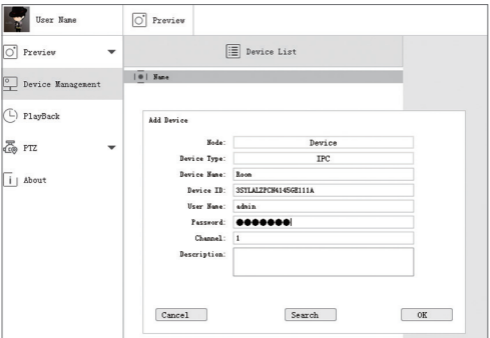 User Name
Preview
Preview
Device List
Device Management
Name
PlayBack
PTZ
About
Add Device
Node: Device
Device Type: IPC
Device Name: Room
Device ID: 3SYLALZPCN4145GE111A
User Name: admin
Password: ●●●●●●●
Channel: 1
Description:
Cancel
Search
OK